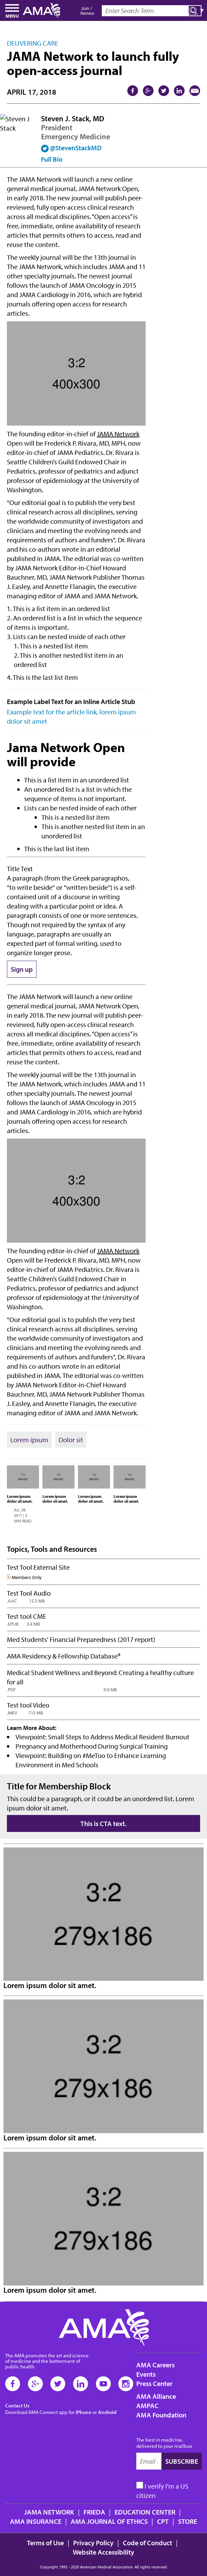 MENU
AMA
Join /
Renew
Enter Search Term
DELIVERING CARE
JAMA Network to launch fully
open-access journal
APRIL 17, 2018
Steven J
Stack
Steven J. Stack, MD
President
Emergency Medicine
@StevenStackMD
Full Bio
The JAMA Network will launch a new online
general medical journal, JAMA Network Open,
in early 2018. The new journal will publish peer-
reviewed, fully open-access clinical research
across all medical disciplines. "Open access" is
free, immediate, online availability of research
articles that permits others to access, read and
reuse the content.
The weekly journal will be the 13th journal in
The JAMA Network, which includes JAMA and 11
other specialty journals. The newest journal
follows the launch of JAMA Oncology in 2015
and JAMA Cardiology in 2016, which are hybrid
journals offering open access for research
articles.
3:2
400x300
The founding editor-in-chief of JAMA Network
Open will be Frederick P. Rivara, MD, MPH, now
editor-in-chief of JAMA Pediatrics. Dr. Rivara is
Seattle Children's Guild Endowed Chair in
Pediatrics, professor of pediatrics and adjunct
professor of epidemiology at the University of
Washington.
"Our editorial goal is to publish the very best
clinical research across all disciplines, serving
the worldwide community of investigators and
clinicians and meeting the evolving needs and
requirements of authors and funders", Dr. Rivara
and his co-authors wrote in an editorial
published in JAMA. The editorial was co-written
by JAMA Network Editor-in-Chief Howard
Bauchner, MD, JAMA Network Publisher Thomas
J. Easley, and Annette Flanagin, the executive
managing editor of JAMA and JAMA Network.
1. This is a list item in an ordered list
2. An ordered list is a list in which the sequence
of items is important.
3. Lists can be nested inside of each other
1. This is a nested list item
2. This is another nested list item in an
ordered list
4. This is the last list item
Example Label Text for an Inline Article Stub
Example text for the article link, lorem ipsum
dolor sit amet
Jama Network Open
will provide
This is a list item in an unordered list
An unordered list is a list in which the
sequence of items is not important.
Lists can be nested inside of each other
This is a nested list item
This is another nested list item in an
unordered list
This is the last list item
Title Text
A paragraph (from the Greek paragraphos,
"to write beside" or "written beside") is a self-
contained unit of a discourse in writing
dealing with a particular point or idea. A
paragraph consists of one or more sentences.
Though not required by the syntax of any
language, paragraphs are usually an
expected part of formal writing, used to
organize longer prose.
Sign up
The JAMA Network will launch a new online
general medical journal, JAMA Network Open,
in early 2018. The new journal will publish peer-
reviewed, fully open-access clinical research
across all medical disciplines. "Open access" is
free, immediate, online availability of research
articles that permits others to access, read and
reuse the content.
The weekly journal will be the 13th journal in
The JAMA Network, which includes JAMA and 11
other specialty journals. The newest journal
follows the launch of JAMA Oncology in 2015
and JAMA Cardiology in 2016, which are hybrid
journals offering open access for research
articles.
3:2
400x300
The founding editor-in-chief of JAMA Network
Open will be Frederick P. Rivara, MD, MPH, now
editor-in-chief of JAMA Pediatrics. Dr. Rivara is
Seattle Children's Guild Endowed Chair in
Pediatrics, professor of pediatrics and adjunct
professor of epidemiology at the University of
Washington.
"Our editorial goal is to publish the very best
clinical research across all disciplines, serving
the worldwide community of investigators and
clinicians and meeting the evolving needs and
requirements of authors and funders", Dr. Rivara
and his co-authors wrote in an editorial
published in JAMA. The editorial was co-written
by JAMA Network Editor-in-Chief Howard
Bauchner, MD, JAMA Network Publisher Thomas
J. Easley, and Annette Flanagin, the executive
managing editor of JAMA and JAMA Network.
Lorem ipsum Dolor sit
Lorem ipsum Lorem ipsum Lorem ipsum Lorem ipsum
dolor sit amet. dolor sit amet. dolor sit amet. dolor sit amet.
JUL 28,
2017 | 5
MIN READ
Topics, Tools and Resources
Test Tool External Site
Members Only
Test Tool Audio
.AAC 12.5 MB
Test tool CME
.EPUB 3.4 MB
Med Students' Financial Preparedness (2017 report)
AMA Residency & Fellowship Database®
Medical Student Wellness and Beyond: Creating a healthy culture
for all
.PDF 9.9 MB
Test tool Video
.MKV 715 MB
Learn More About:
Viewpoint: Small Steps to Address Medical Resident Burnout
Pregnancy and Motherhood During Surgical Training
Viewpoint: Building on #MeToo to Enhance Learning
Environment in Med Schools
Title for Membership Block
This could be a paragraph, or it could be an unordered list. Lorem
ipsum dolor sit amet.
This is CTA text.
3:2
279x186
Lorem ipsum dolor sit amet.
3:2
279x186
Lorem ipsum dolor sit amet.
3:2
279x186
Lorem ipsum dolor sit amet.
AMA
The AMA promotes the art and science
of medicine and the betterment of
public health.
Contact Us
Download AMA Connect app for iPhone or Android
AMA Careers
Events
Press Center
AMA Alliance
AMPAC
AMA Foundation
The best in medicine,
delivered to your mailbox
Email SUBSCRIBE
I verify I'm a US
citizen
JAMA NETWORK | FRIEDA | EDUCATION CENTER |
AMA INSURANCE | AMA JOURNAL OF ETHICS | CPT | STORE
Terms of Use | Privacy Policy | Code of Conduct |
Website Accessibility
Copyright 1995 - 2020 American Medical Association. All rights reserved.